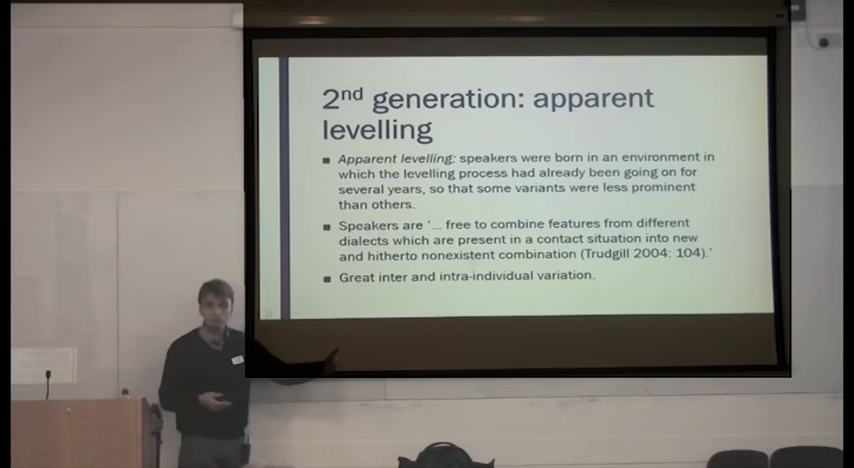 2nd generation: apparent
levelling
■ Apparent levelling: speakers were born in an environment in
which the levelling process had already been going on for
several years, so that some variants were less prominent
than others.
■ Speakers are ‘... free to combine features from different
dialects which are present in a contact situation into new
and hitherto nonexistent combination (Trudgill 2004: 104).’
■ Great inter and intra-individual variation.